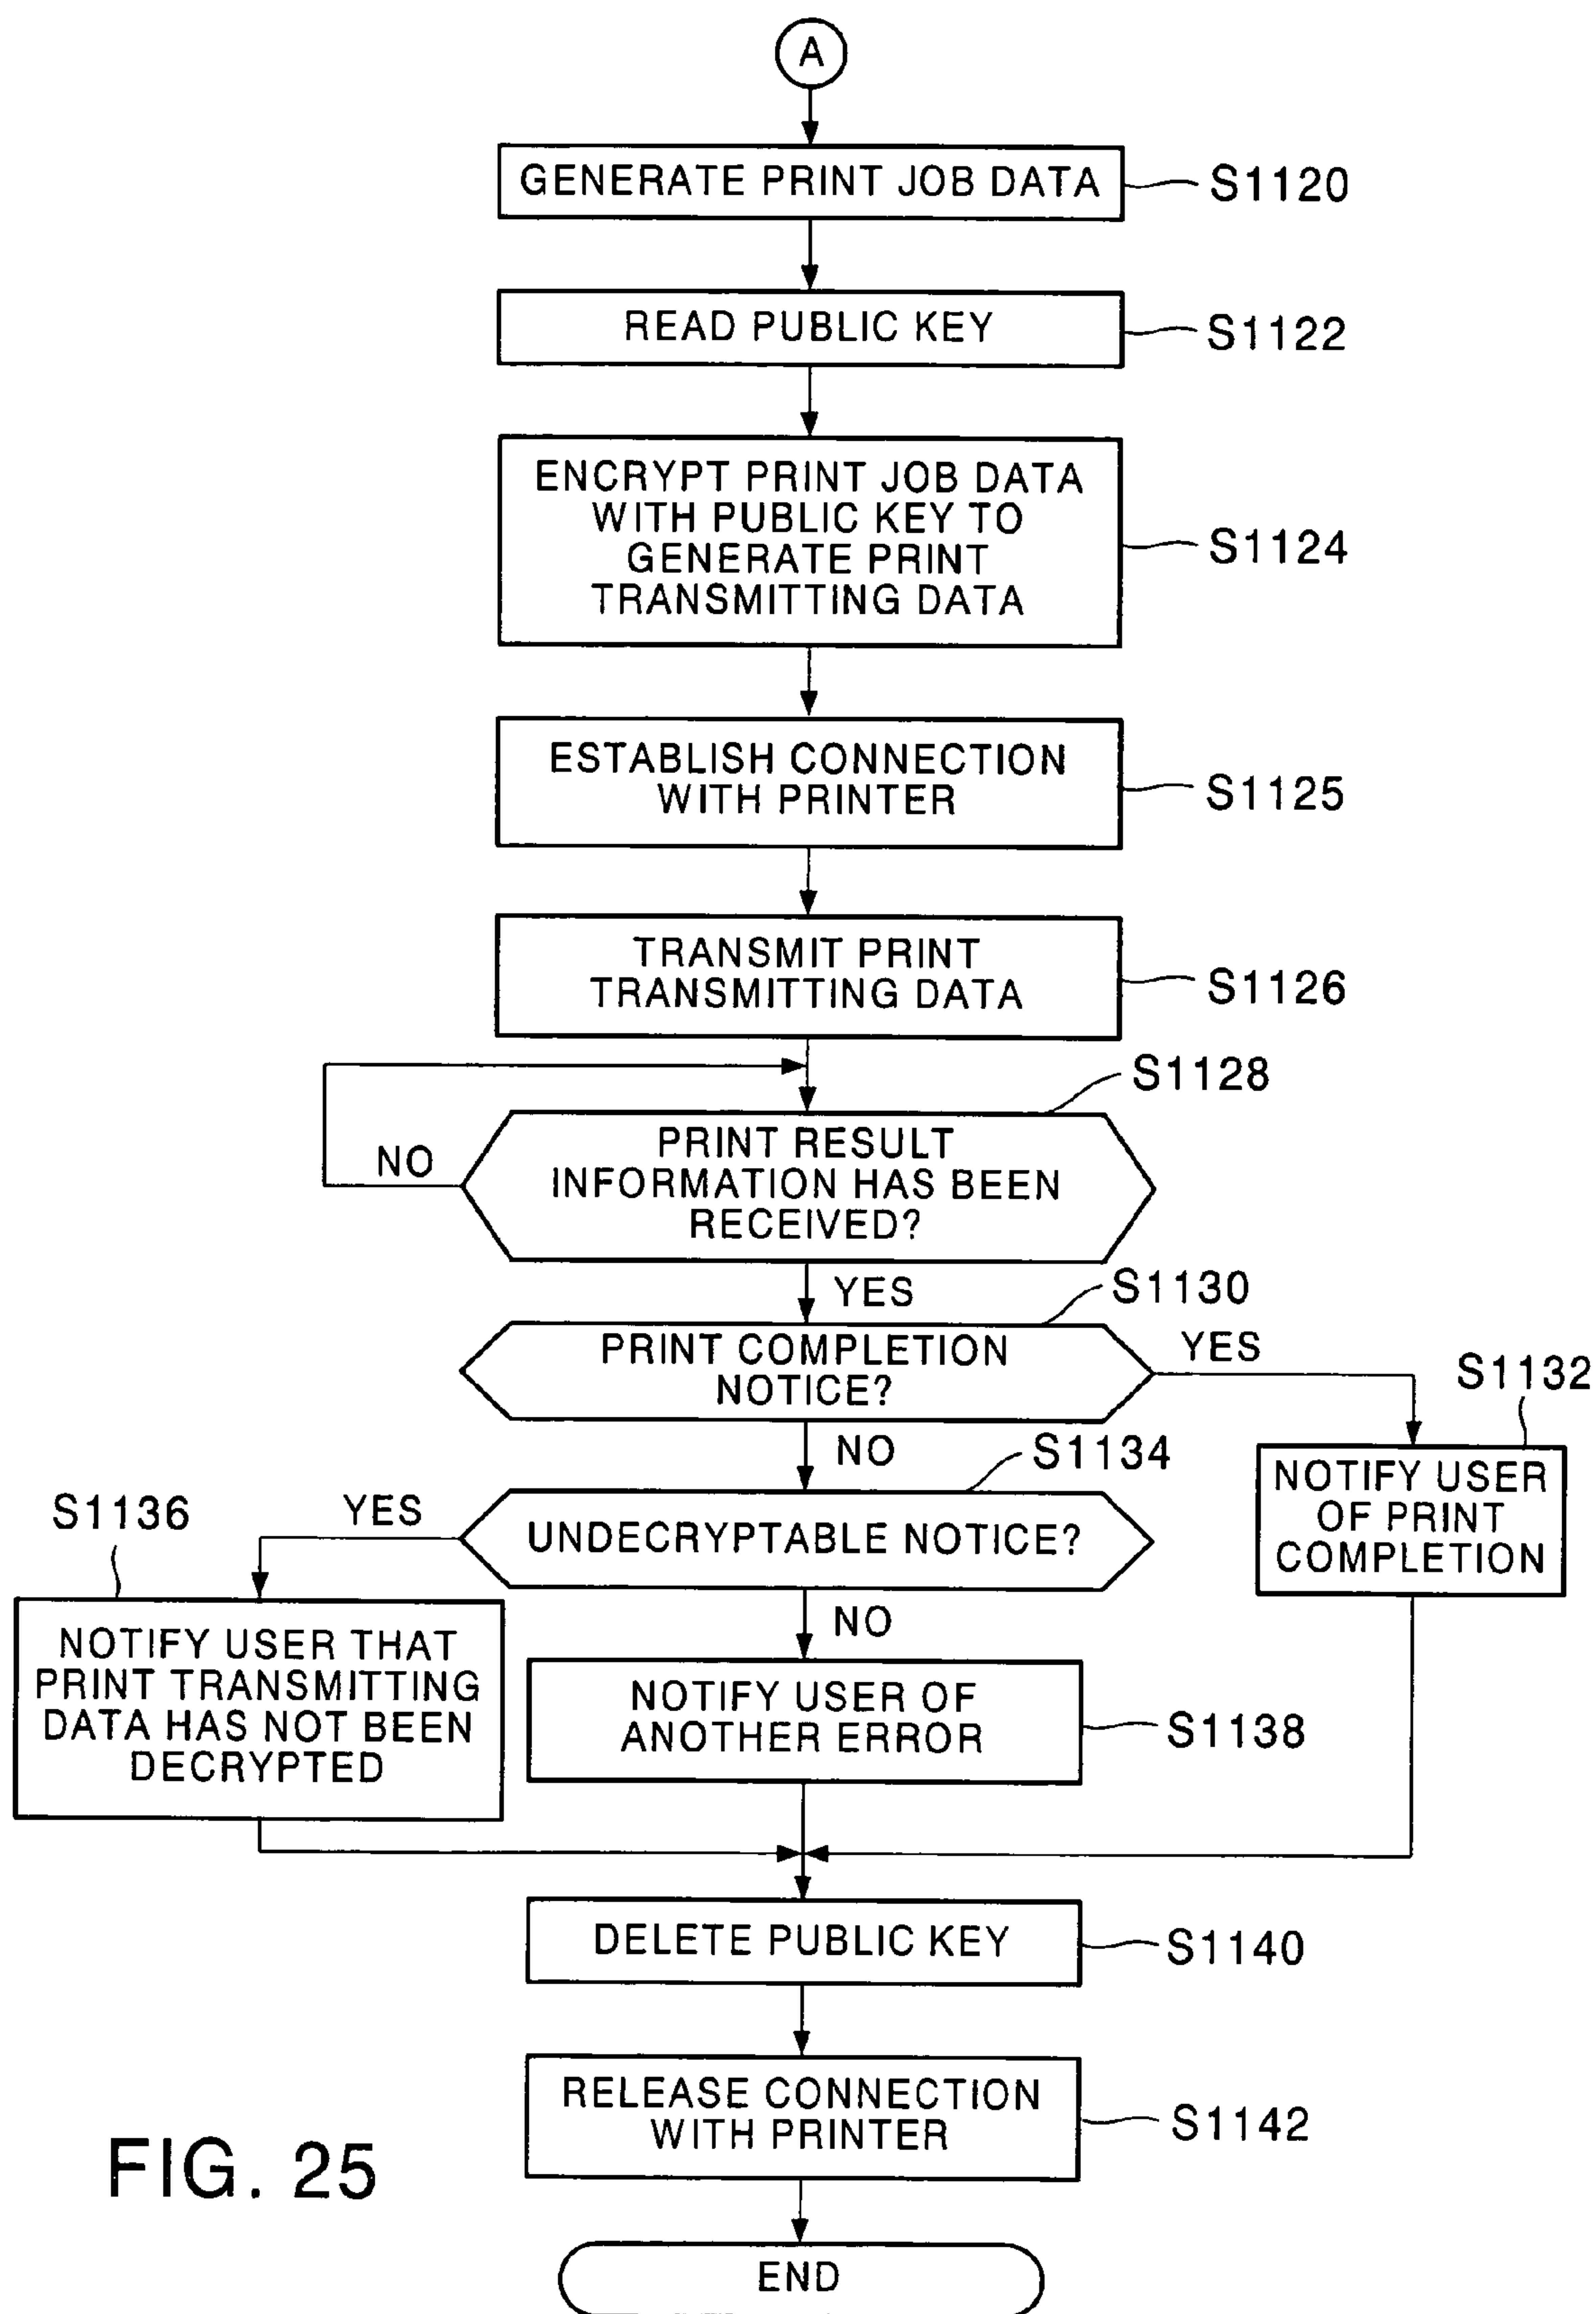 A
GENERATE PRINT JOB DATA
S1120
READ PUBLIC KEY
S1122
ENCRYPT PRINT JOB DATA
WITH PUBLIC KEY TO
GENERATE PRINT
TRANSMITTING DATA
S1124
ESTABLISH CONNECTION
WITH PRINTER
S1125
TRANSMIT PRINT
TRANSMITTING DATA
S1126
S1128
PRINT RESULT
INFORMATION HAS BEEN
RECEIVED?
NO
YES
S1130
PRINT COMPLETION
NOTICE?
YES
S1132
NOTIFY USER
OF PRINT
COMPLETION
NO
S1134
UNDECRYPTABLE NOTICE?
YES
S1136
NOTIFY USER THAT
PRINT TRANSMITTING
DATA HAS NOT BEEN
DECRYPTED
NO
NOTIFY USER OF
ANOTHER ERROR
S1138
DELETE PUBLIC KEY
S1140
RELEASE CONNECTION
WITH PRINTER
S1142
FIG. 25
END